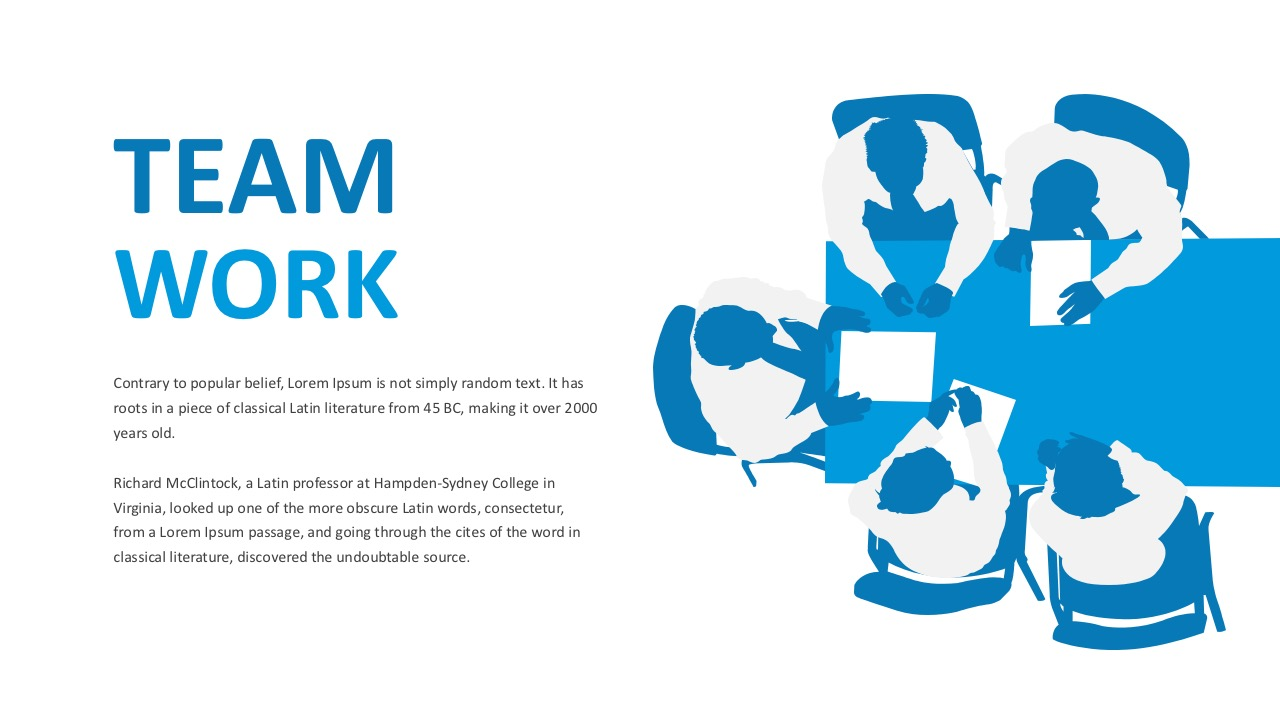 TEAM
WORK
Contrary to popular belief, Lorem Ipsum is not simply random text. It has
roots in a piece of classical Latin literature from 45 BC, making it over 2000
years old.
Richard McClintock, a Latin professor at Hampden-Sydney College in
Virginia, looked up one of the more obscure Latin words, consectetur,
from a Lorem Ipsum passage, and going through the cites of the word in
classical literature, discovered the undoubtable source.